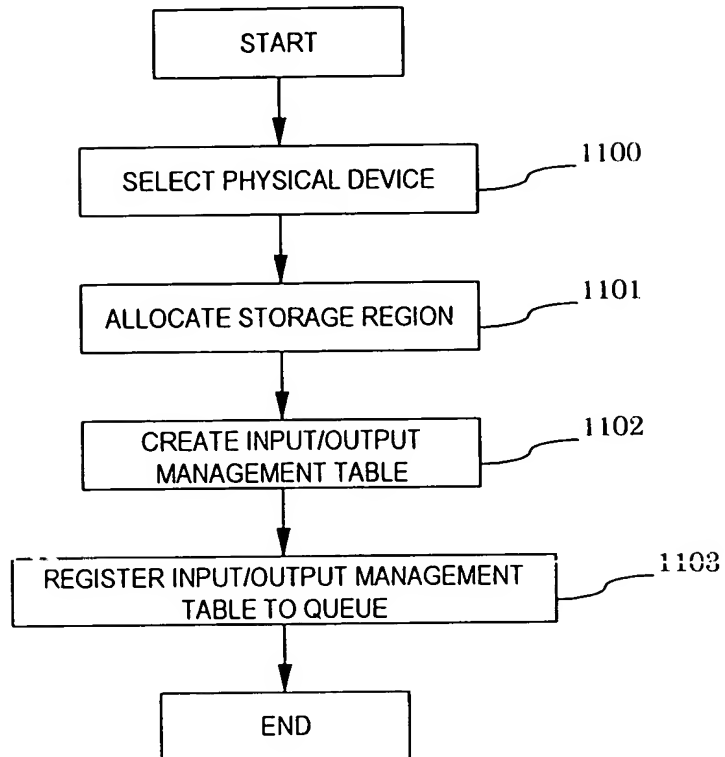 START
SELECT PHYSICAL DEVICE
1100
ALLOCATE STORAGE REGION
1101
CREATE INPUT/OUTPUT
MANAGEMENT TABLE
1102
REGISTER INPUT/OUTPUT MANAGEMENT
TABLE TO QUEUE
1103
END